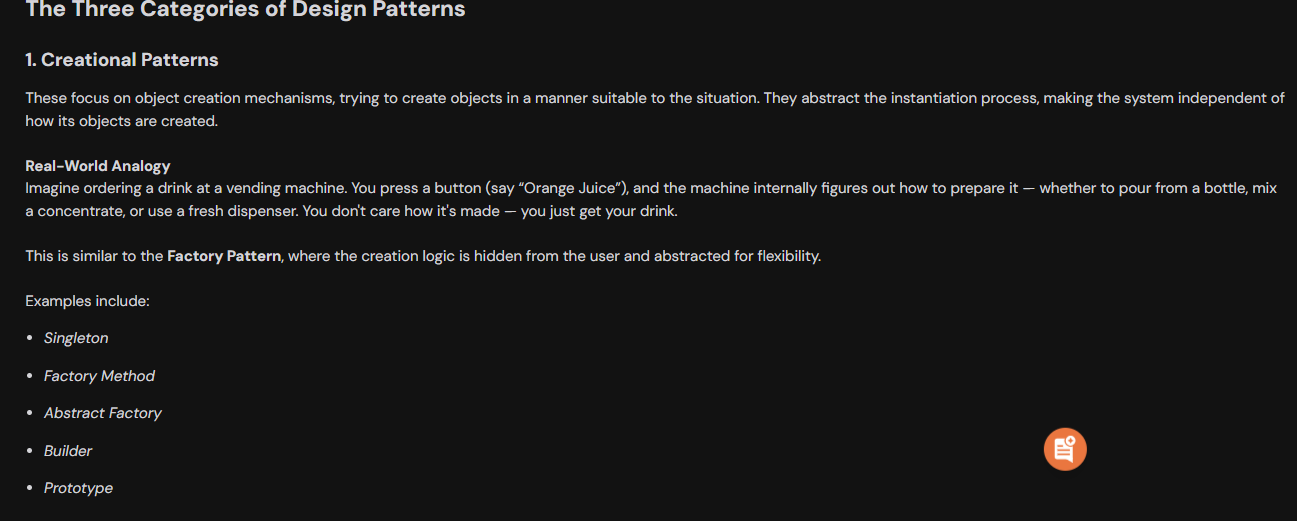 The Three Categories of Design Patterns
1. Creational Patterns
These focus on object creation mechanisms, trying to create objects in a manner suitable to the situation. They abstract the instantiation process, making the system independent of
how its objects are created.
Real-World Analogy
Imagine ordering a drink at a vending machine. You press a button (say “Orange Juice”), and the machine internally figures out how to prepare it — whether to pour from a bottle, mix
a concentrate, or use a fresh dispenser. You don't care how it's made — you just get your drink.
This is similar to the Factory Pattern, where the creation logic is hidden from the user and abstracted for flexibility.
Examples include:
• Singleton
• Factory Method
• Abstract Factory
• Builder
• Prototype